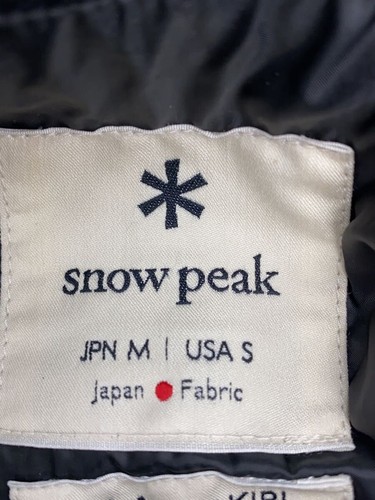 snow peak
JPN M | USA S
Japan Fabric